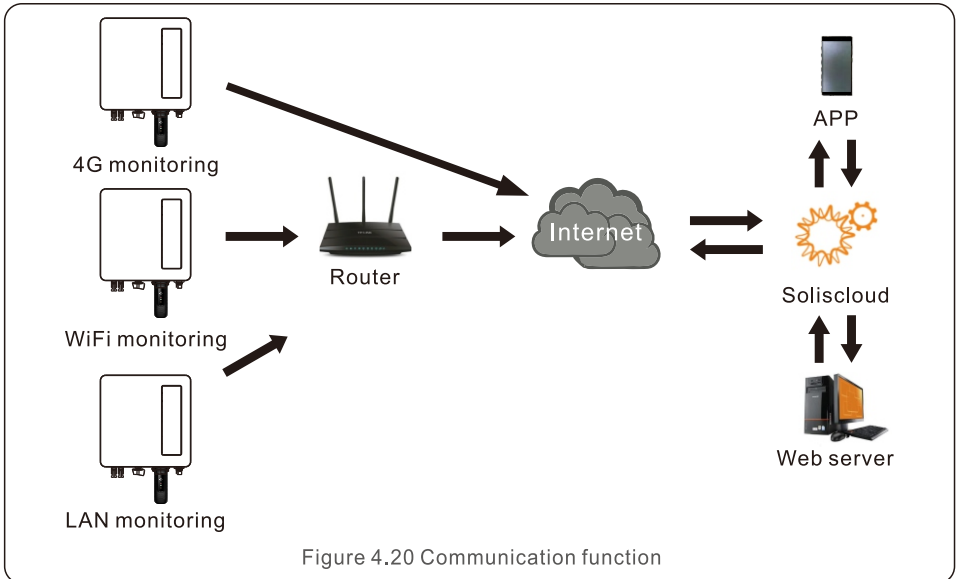 4G monitoring
APP
WiFi monitoring
Router
Internet
Soliscloud
LAN monitoring
Web server
Figure 4.20 Communication function